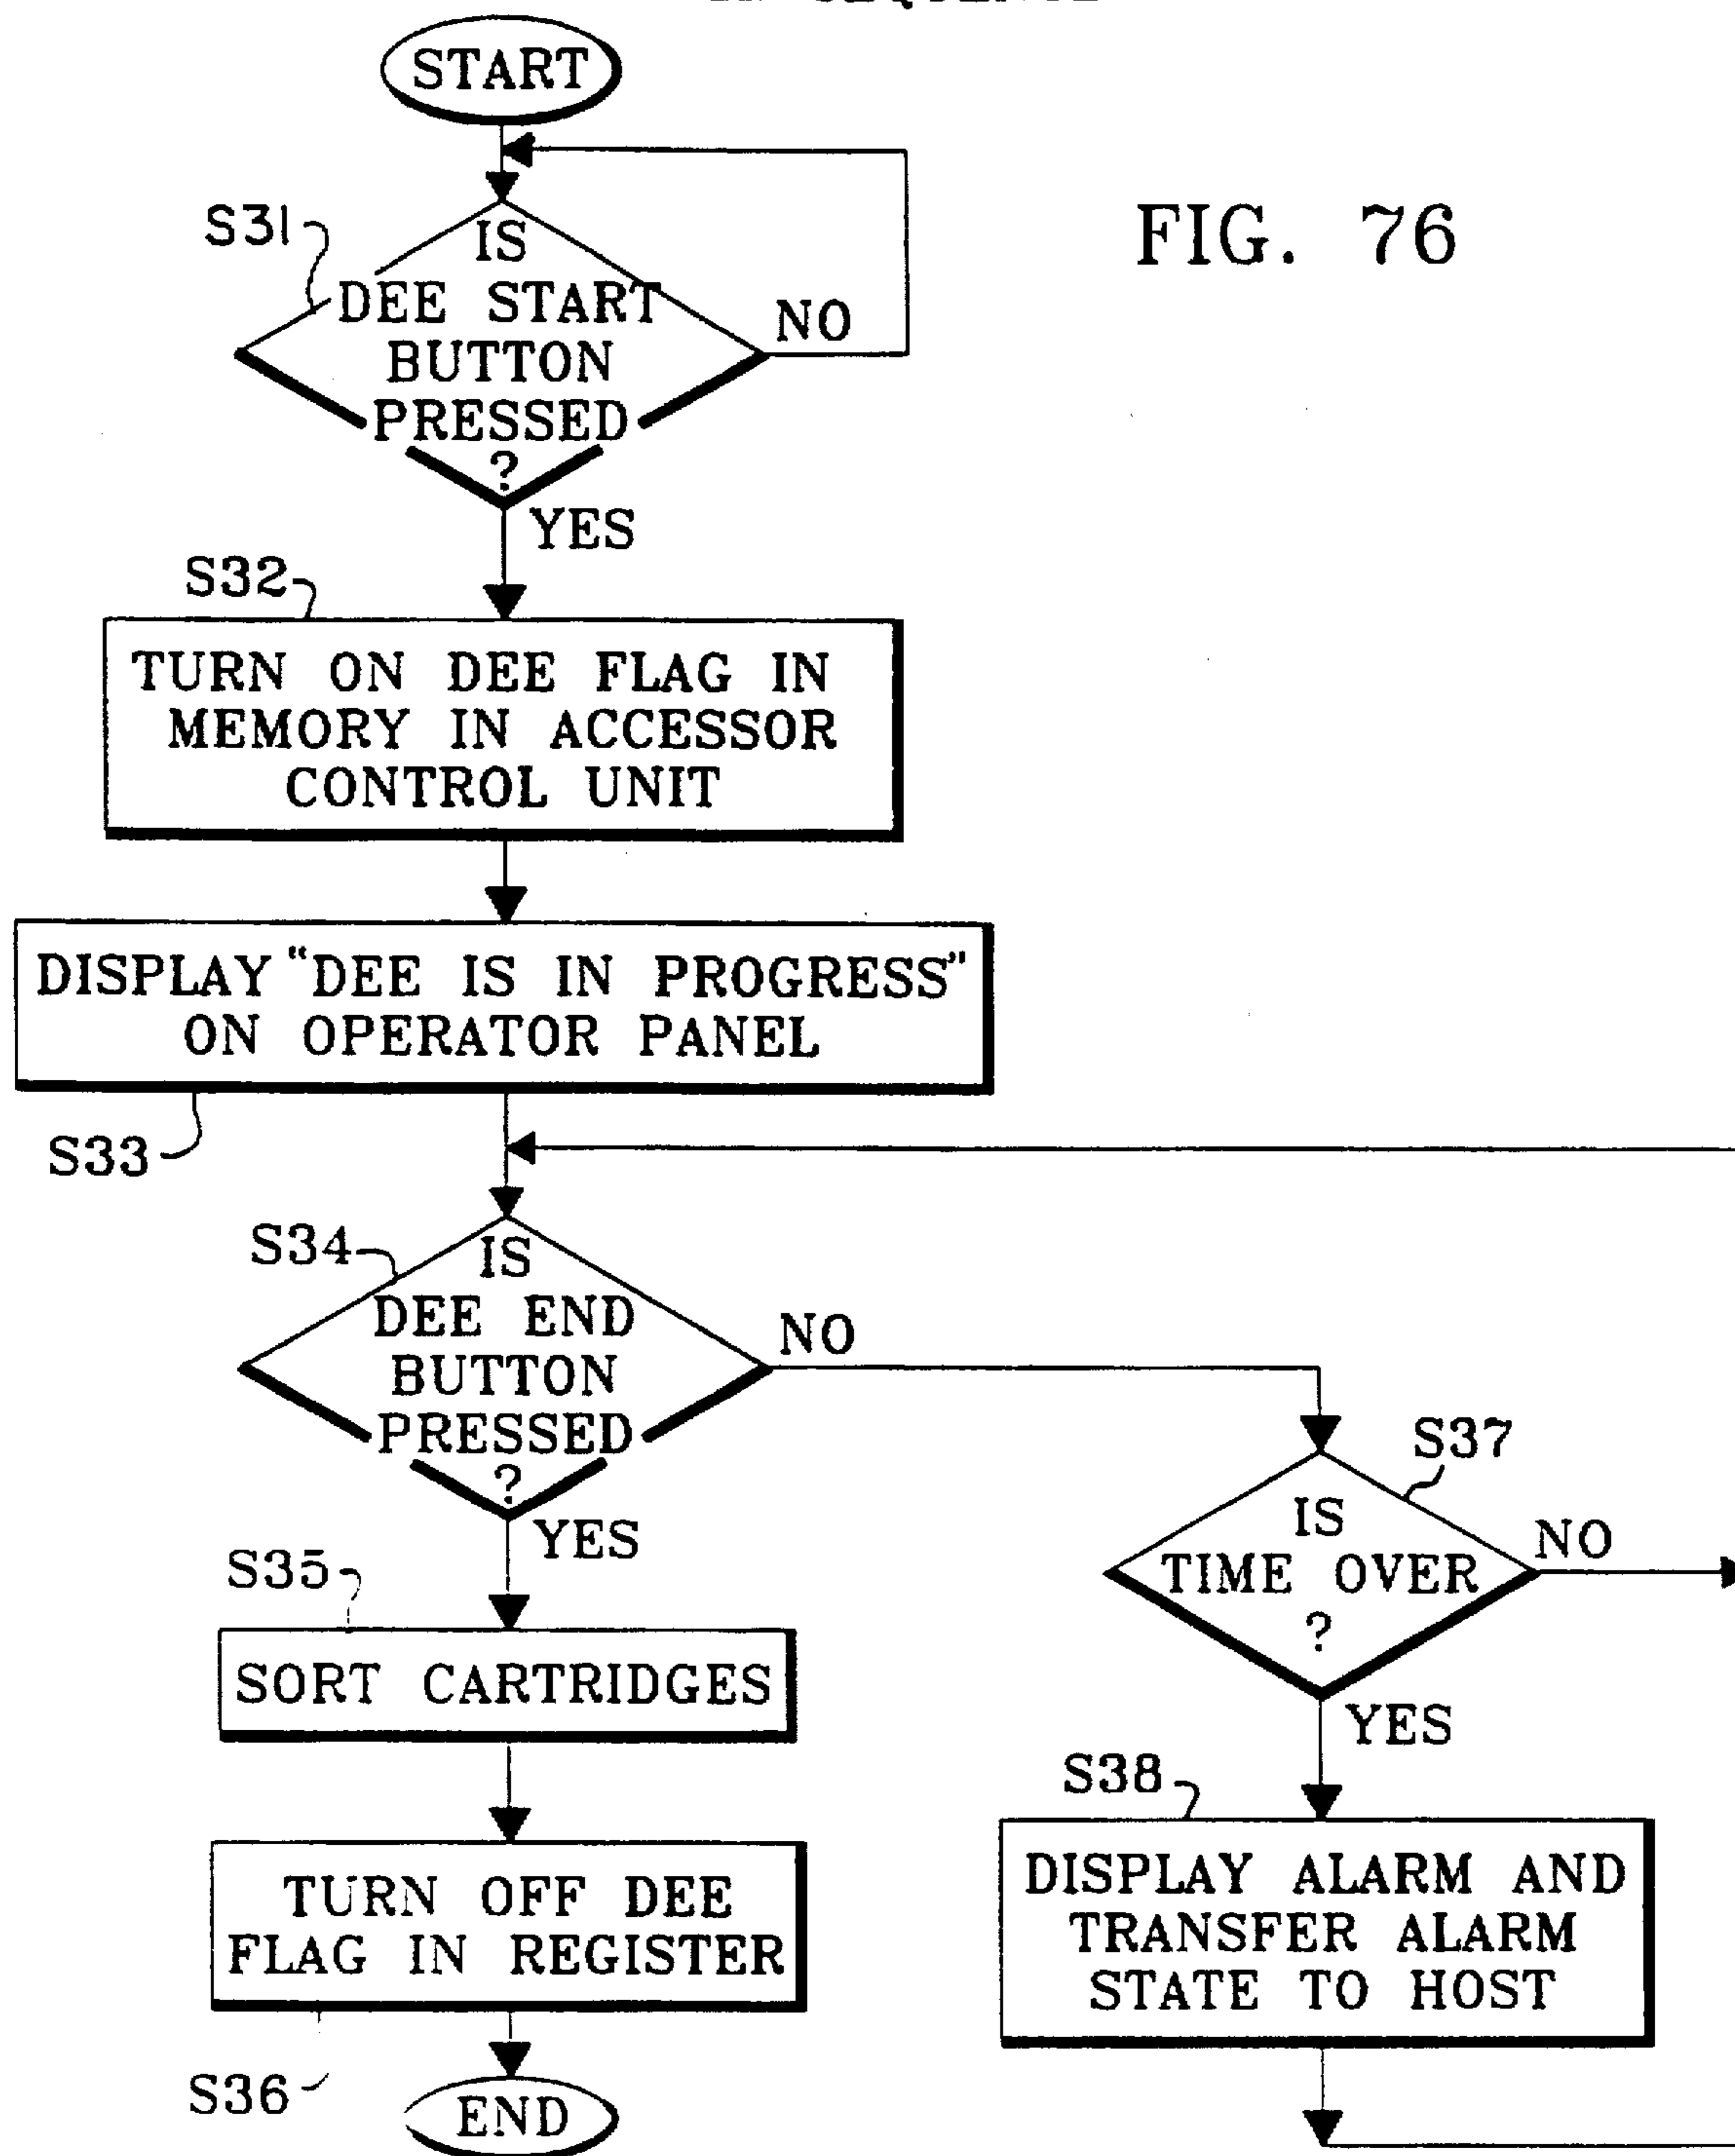 START
FIG. 76
S31
IS
DEE START
BUTTON
PRESSED
?
NO
YES
S32
TURN ON DEE FLAG IN
MEMORY IN ACCESSOR
CONTROL UNIT
DISPLAY "DEE IS IN PROGRESS"
ON OPERATOR PANEL
S33
S34
IS
DEE END
BUTTON
PRESSED
?
NO
YES
S37
IS
TIME OVER
?
NO
YES
S35
SORT CARTRIDGES
S38
DISPLAY ALARM AND
TRANSFER ALARM
STATE TO HOST
TURN OFF DEE
FLAG IN REGISTER
S36
END